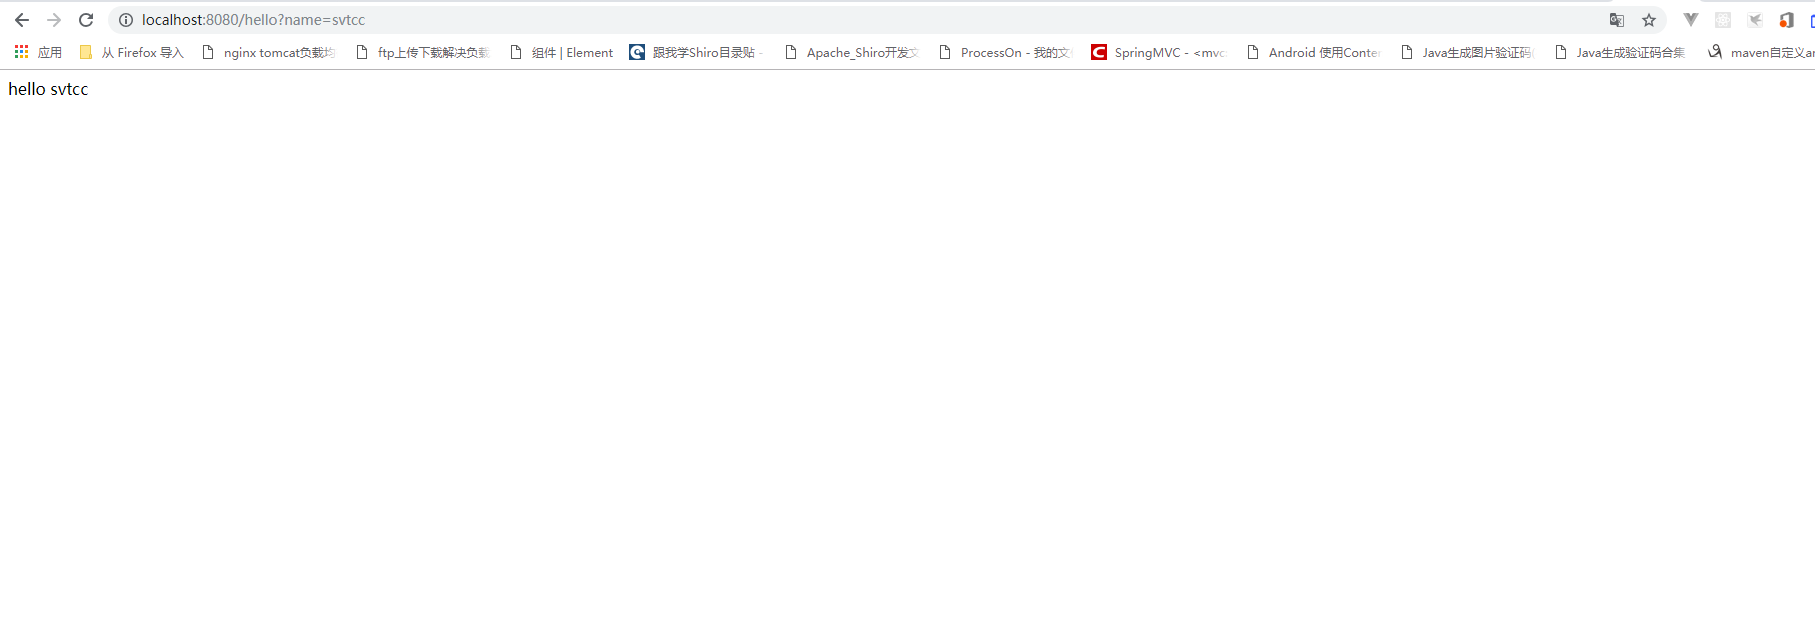 localhost:8080/hello?name=svtcc
应用 从 Firefox 导入 nginx tomcat负载均 ftp上传下载解决负载 组件 | Element 跟我学Shiro目录贴 - Apache_Shiro开发文 ProcessOn - 我的文 SpringMVC - <mvc: Android 使用Conter Java生成图片验证码( Java生成验证码合集 maven自定义ar
hello svtcc